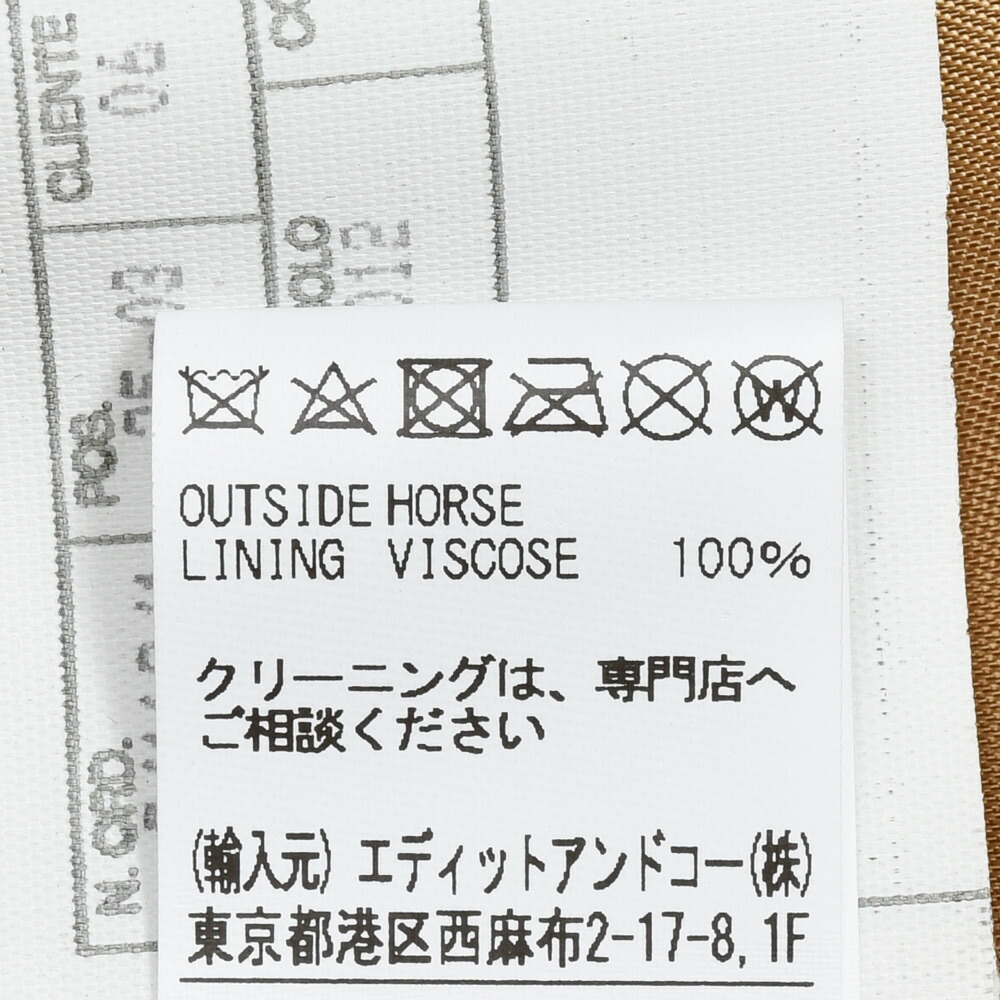 CLIENTE
06
POS.
03
N. ORD.
OUTSIDE HORSE
LINING VISCOSE 100%
クリーニングは、専門店へ
ご相談ください
(輸入元) エディットアンドコー(株)
東京都港区西麻布2-17-8, 1F